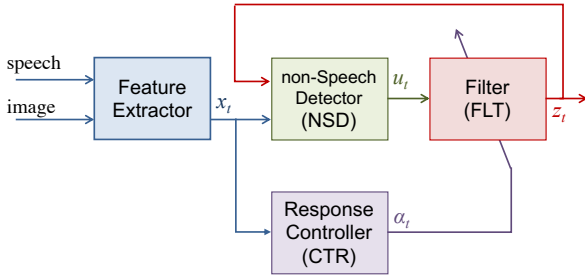 speech
image
Feature
Extractor
x_t
non-Speech
Detector
(NSD)
u_t
Filter
(FLT)
z_t
Response
Controller
(CTR)
α_t